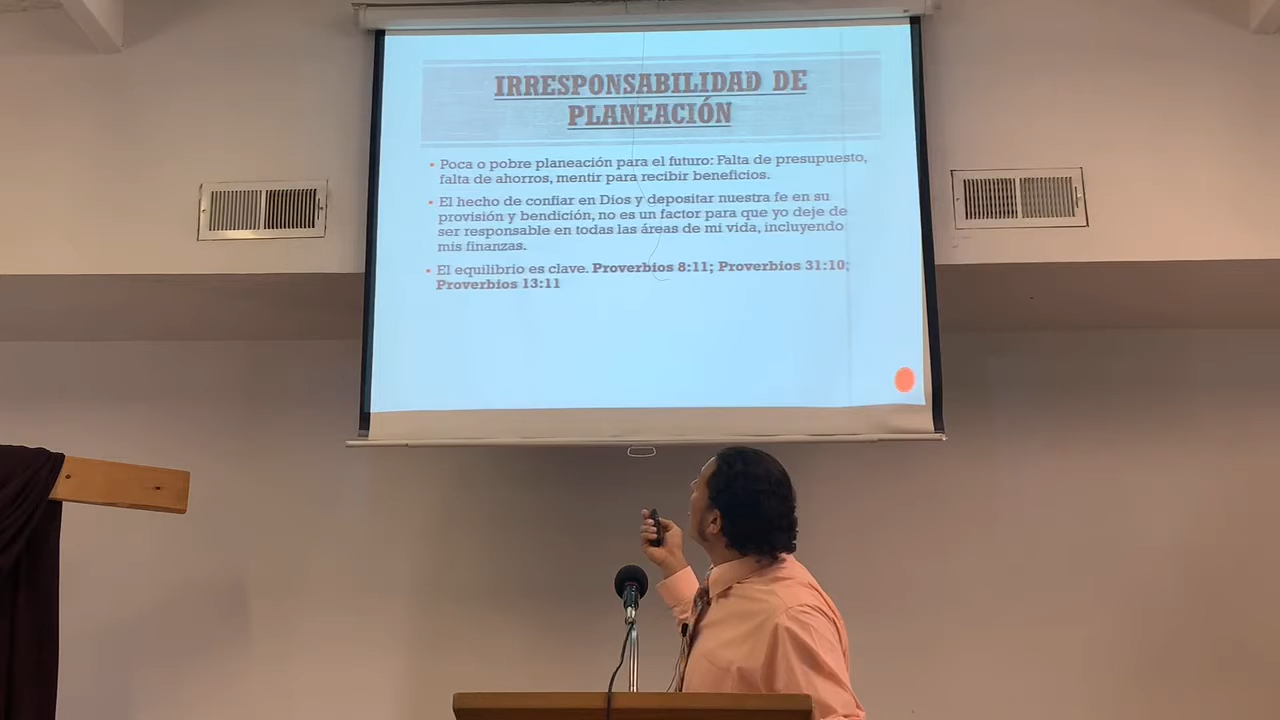 IRRESPONSABILIDAD DE
PLANEACIÓN
Poca o pobre planeación para el futuro: Falta de presupuesto,
falta de ahorros, mentir para recibir beneficios.
El hecho de confiar en Dios y depositar nuestra fe en su
provisión y bendición, no es un factor para que yo deje de
ser responsable en todas las áreas de mi vida, incluyendo
mis finanzas.
El equilibrio es clave. Proverbios 8:11; Proverbios 31:10;
Proverbios 13:11